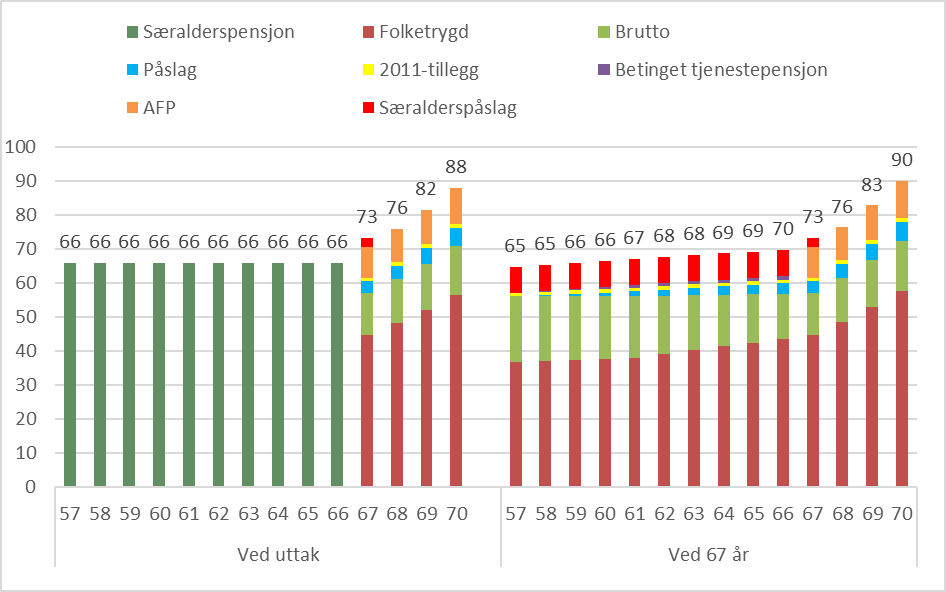 Særalderspensjon Folketrygd Brutto
Påslag 2011-tillegg Betinget tjenestepensjon
AFP Særalderspåslag
100
90
80
70
60
50
40
30
20
10
0
66 66 66 66 66 66 66 66 66 66 73 76 82 88
65 65 66 66 67 68 68 69 69 70 73 76 83 90
57 58 59 60 61 62 63 64 65 66 67 68 69 70
57 58 59 60 61 62 63 64 65 66 67 68 69 70
Ved uttak Ved 67 år